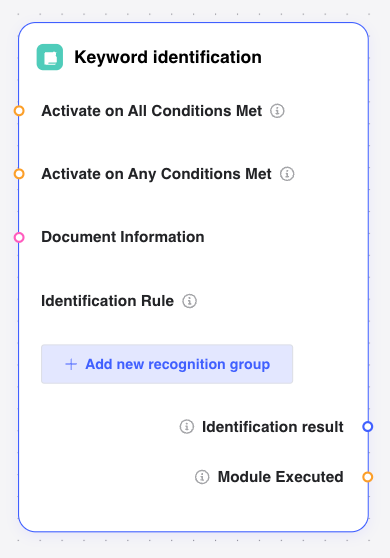 Keyword identification
Activate on All Conditions Met
Activate on Any Conditions Met
Document Information
Identification Rule
+ Add new recognition group
Identification result
Module Executed